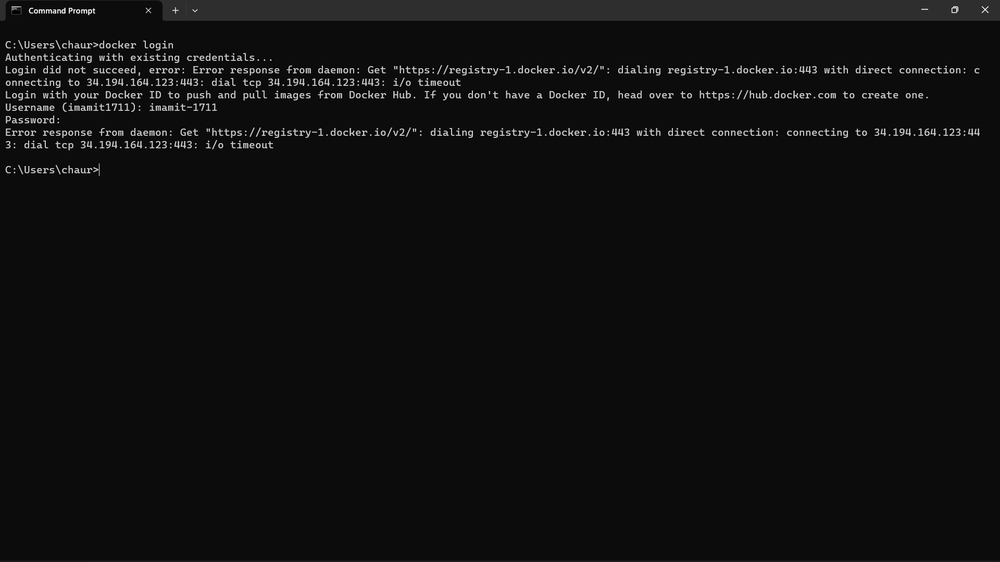 Command Prompt
C:\Users\chaur>docker login
Authenticating with existing credentials...
Login did not succeed, error: Error response from daemon: Get "https://registry-1.docker.io/v2/": dialing registry-1.docker.io:443 with direct connection: c
onnecting to 34.194.164.123:443: dial tcp 34.194.164.123:443: i/o timeout
Login with your Docker ID to push and pull images from Docker Hub. If you don't have a Docker ID, head over to https://hub.docker.com to create one.
Username (imamit1711): imamit-1711
Password:
Error response from daemon: Get "https://registry-1.docker.io/v2/": dialing registry-1.docker.io:443 with direct connection: connecting to 34.194.164.123:44
3: dial tcp 34.194.164.123:443: i/o timeout
C:\Users\chaur>